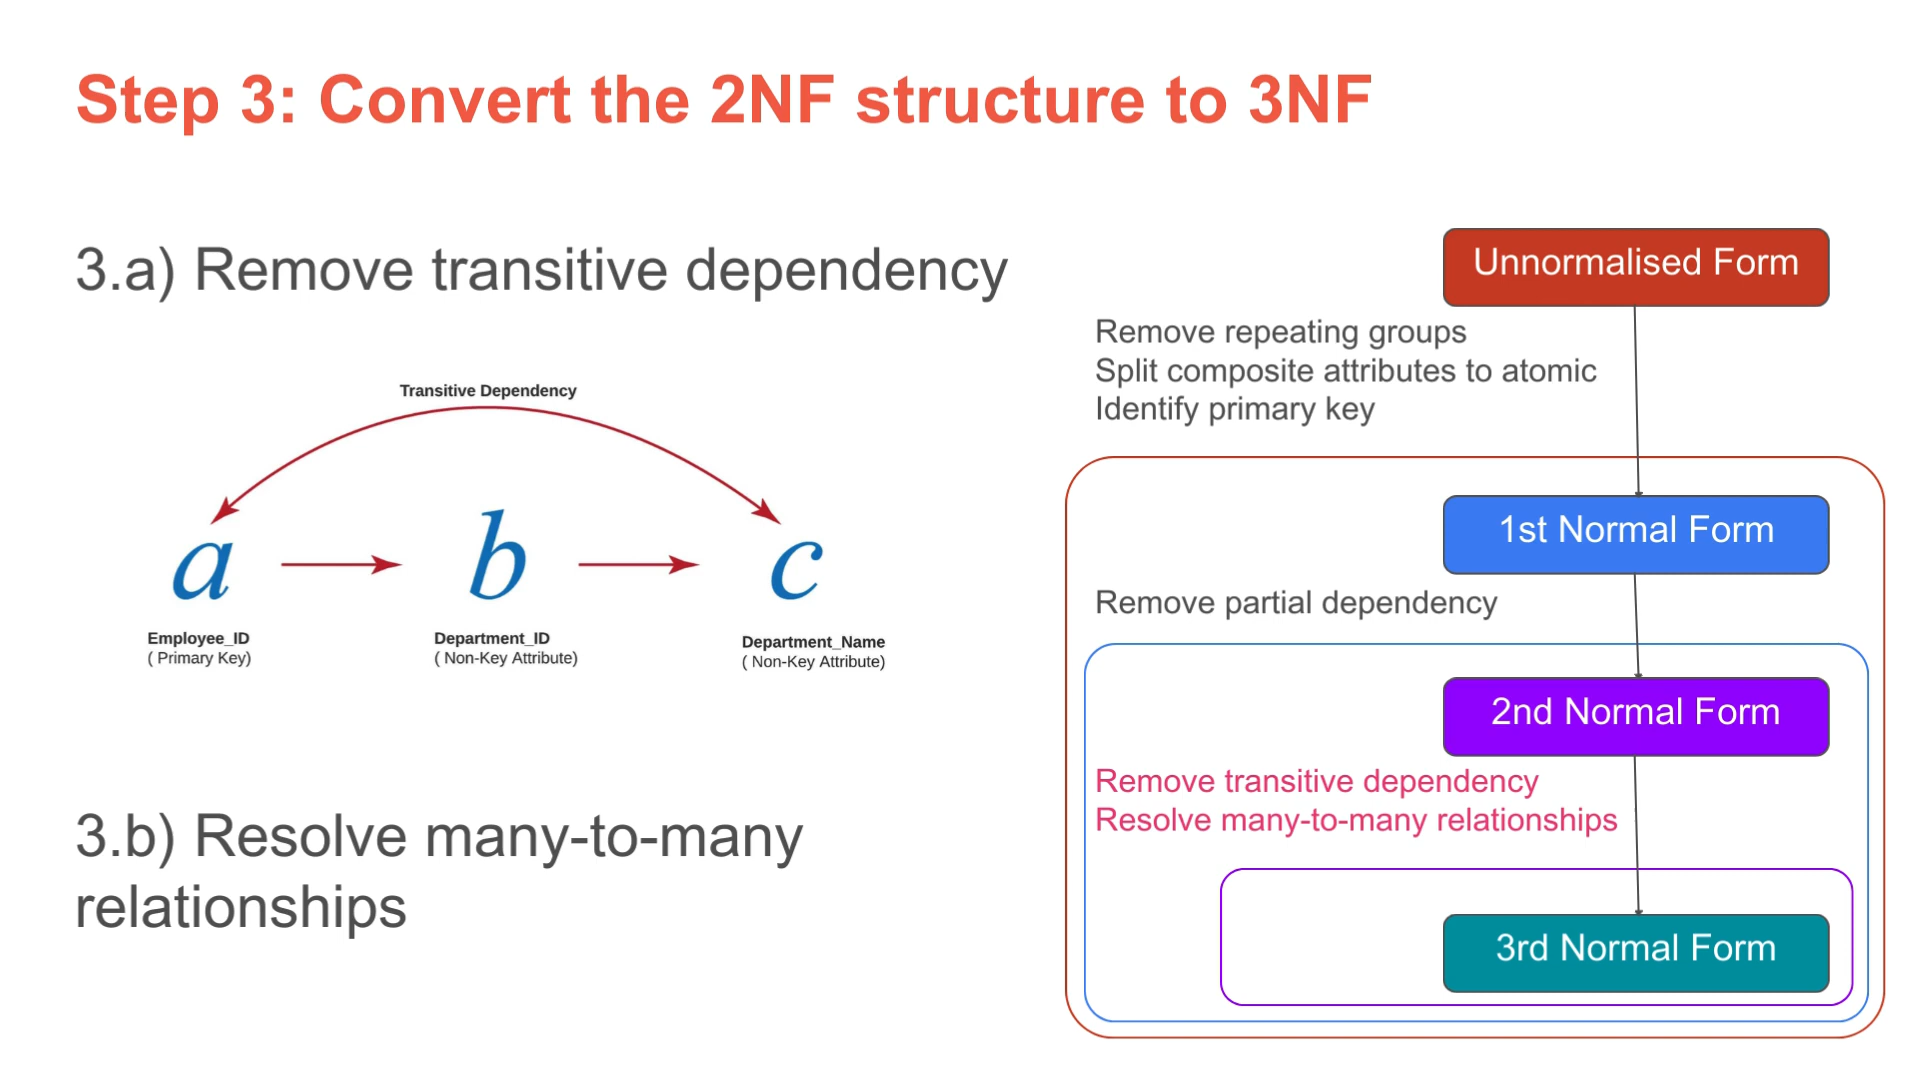 Step 3: Convert the 2NF structure to 3NF
3.a) Remove transitive dependency
Transitive Dependency
a
b
c
Employee_ID
( Primary Key)
Department_ID
( Non-Key Attribute)
Department_Name
( Non-Key Attribute)
3.b) Resolve many-to-many
relationships
Unnormalised Form
Remove repeating groups
Split composite attributes to atomic
Identify primary key
1st Normal Form
Remove partial dependency
2nd Normal Form
Remove transitive dependency
Resolve many-to-many relationships
3rd Normal Form